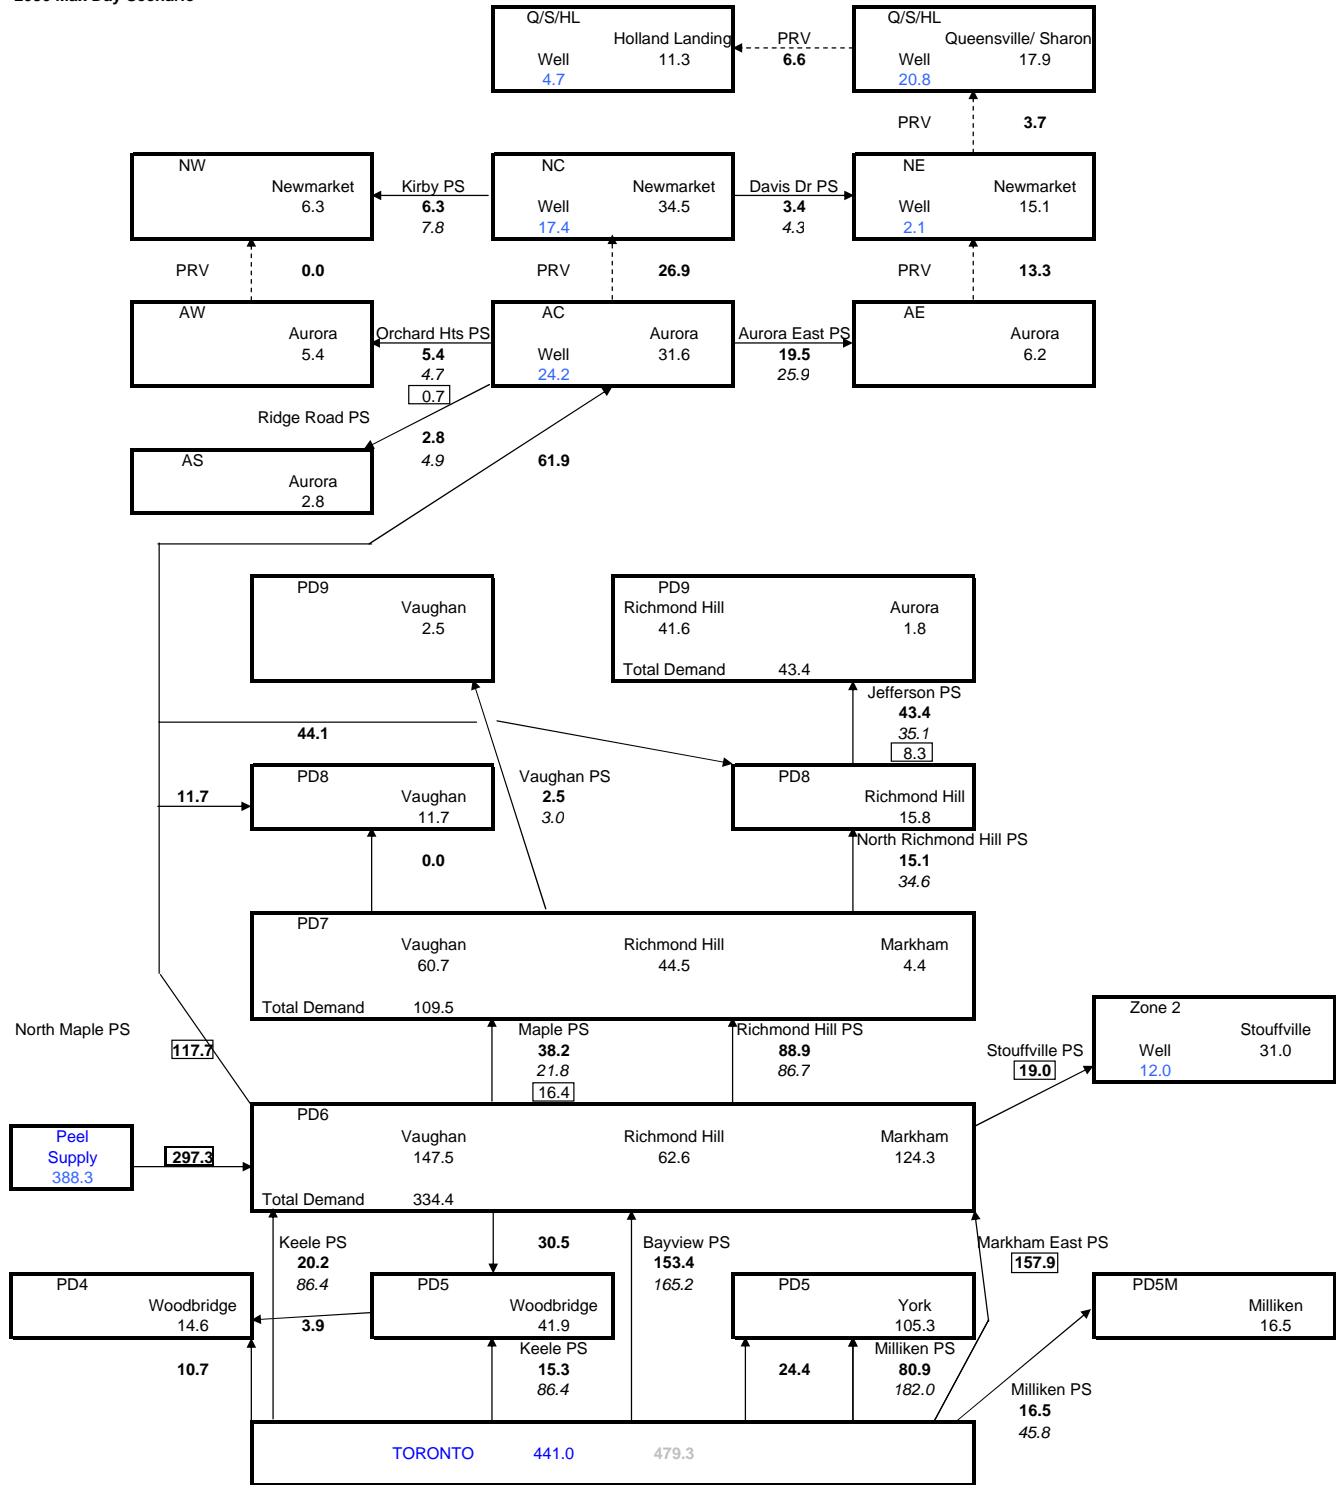 Q/S/HL
Holland Landing
Well 11.3
4.7
PRV
6.6
Q/S/HL
Queensville/ Sharon
Well 17.9
20.8
PRV 3.7
NW
Newmarket
6.3
Kirby PS
6.3
7.8
NC
Newmarket
Well 34.5
17.4
Davis Dr PS
3.4
4.3
NE
Newmarket
Well 15.1
2.1
PRV 0.0
PRV 26.9
PRV 13.3
AW
Aurora
5.4
Orchard Hts PS
5.4
4.7
0.7
AC
Aurora
Well 31.6
24.2
Aurora East PS
19.5
25.9
AE
Aurora
6.2
Ridge Road PS
2.8
4.9
61.9
AS
Aurora
2.8
PD9
Vaughan
2.5
PD9
Richmond Hill Aurora
41.6 1.8
Total Demand 43.4
Jefferson PS
43.4
35.1
8.3
44.1
11.7
PD8
Vaughan
11.7
Vaughan PS
2.5
3.0
PD8
Richmond Hill
15.8
0.0
North Richmond Hill PS
15.1
34.6
PD7
Vaughan Richmond Hill Markham
60.7 44.5 4.4
Total Demand 109.5
North Maple PS
117.7
Maple PS
38.2
21.8
16.4
Richmond Hill PS
88.9
86.7
Stouffville PS
19.0
Zone 2
Stouffville
Well 31.0
12.0
Peel
Supply
388.3
297.3
PD6
Vaughan Richmond Hill Markham
147.5 62.6 124.3
Total Demand 334.4
Keele PS
20.2
86.4
30.5
Bayview PS
153.4
165.2
Markham East PS
157.9
PD4
Woodbridge
14.6
3.9
PD5
Woodbridge
41.9
PD5
York
105.3
PD5M
Milliken
16.5
10.7
Keele PS
15.3
86.4
24.4
Milliken PS
80.9
182.0
Milliken PS
16.5
45.8
TORONTO 441.0 479.3